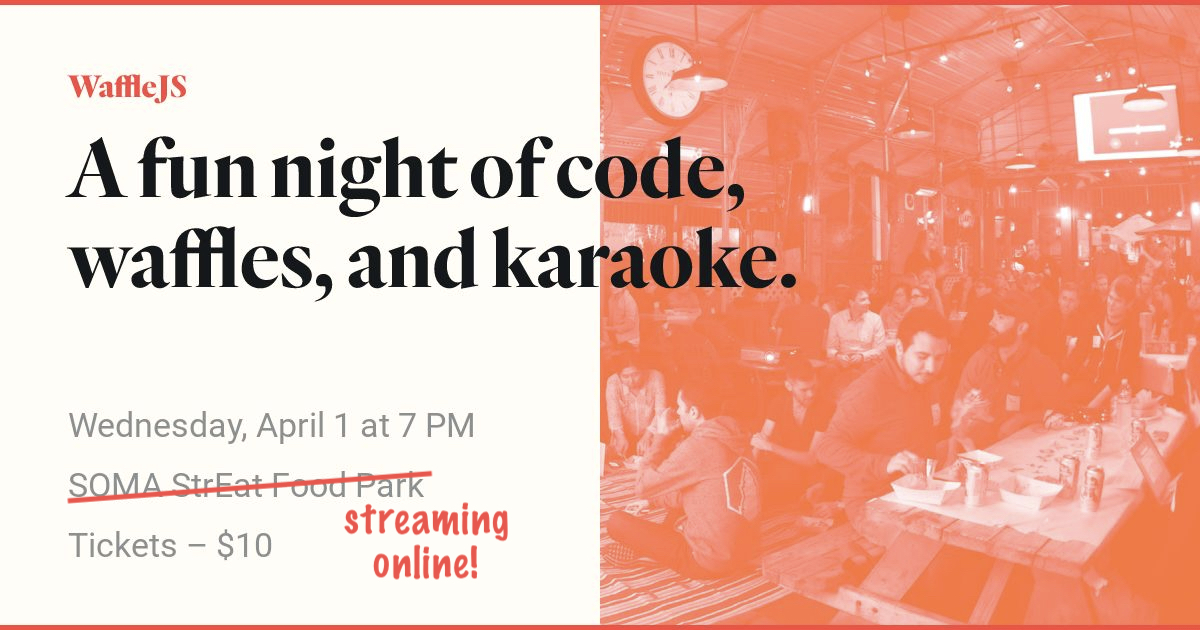 WaffleJS
A fun night of code,
waffles, and karaoke.
Wednesday, April 1 at 7 PM
SOMA StrEat Food Park
streaming
online!
Tickets – $10